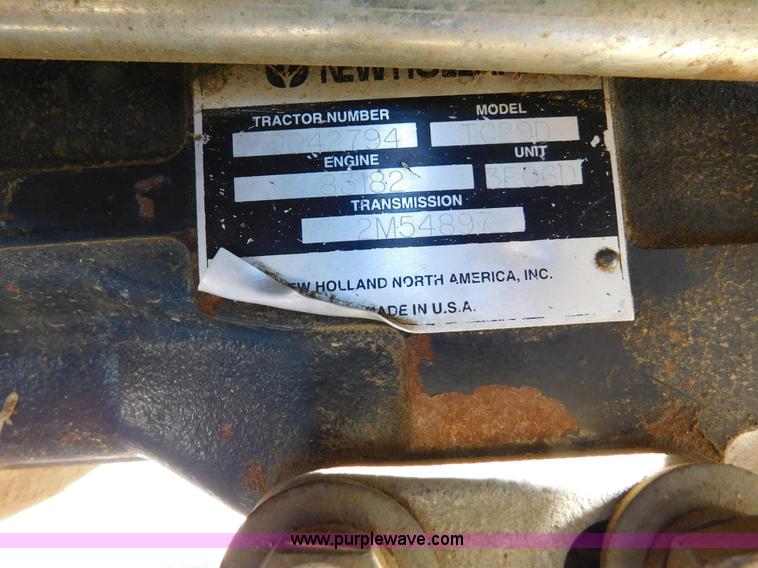 NEW HOLLAND
TRACTOR NUMBER MODEL
G042794 TC29D
ENGINE UNIT
83182
TRANSMISSION
2M54897
NEW HOLLAND NORTH AMERICA, INC.
MADE IN U.S.A.
www.purplewave.com